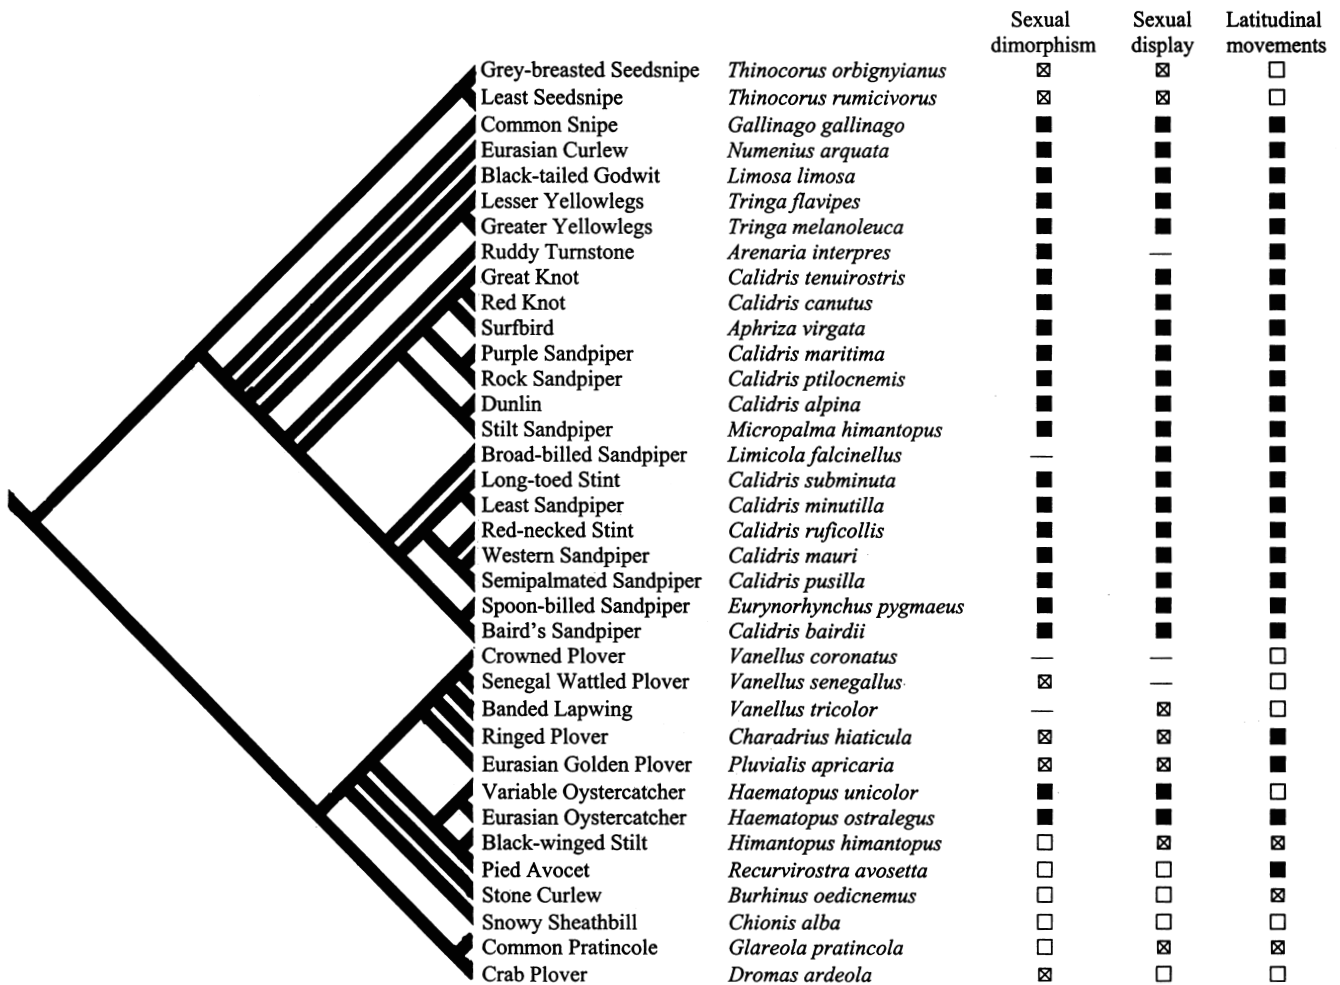 Sexual dimorphism Sexual display Latitudinal movements
Grey-breasted Seedsnipe Thinocorus orbignyianus
Least Seedsnipe Thinocorus rumicivorus
Common Snipe Gallinago gallinago
Eurasian Curlew Numenius arquata
Black-tailed Godwit Limosa limosa
Lesser Yellowlegs Tringa flavipes
Greater Yellowlegs Tringa melanoleuca
Ruddy Turnstone Arenaria interpres —
Great Knot Calidris tenuirostris
Red Knot Calidris canutus
Surfbird Aphriza virgata
Purple Sandpiper Calidris maritima
Rock Sandpiper Calidris ptilocnemis
Dunlin Calidris alpina
Stilt Sandpiper Micropalma himantopus
Broad-billed Sandpiper Limicola falcinellus —
Long-toed Stint Calidris subminuta
Least Sandpiper Calidris minutilla
Red-necked Stint Calidris ruficollis
Western Sandpiper Calidris mauri
Semipalmated Sandpiper Calidris pusilla
Spoon-billed Sandpiper Eurynorhynchus pygmaeus
Baird's Sandpiper Calidris bairdii
Crowned Plover Vanellus coronatus — —
Senegal Wattled Plover Vanellus senegallus —
Banded Lapwing Vanellus tricolor —
Ringed Plover Charadrius hiaticula
Eurasian Golden Plover Pluvialis apricaria
Variable Oystercatcher Haematopus unicolor
Eurasian Oystercatcher Haematopus ostralegus
Black-winged Stilt Himantopus himantopus
Pied Avocet Recurvirostra avosetta
Stone Curlew Burhinus oedicnemus
Snowy Sheathbill Chionis alba
Common Pratincole Glareola pratincola
Crab Plover Dromas ardeola